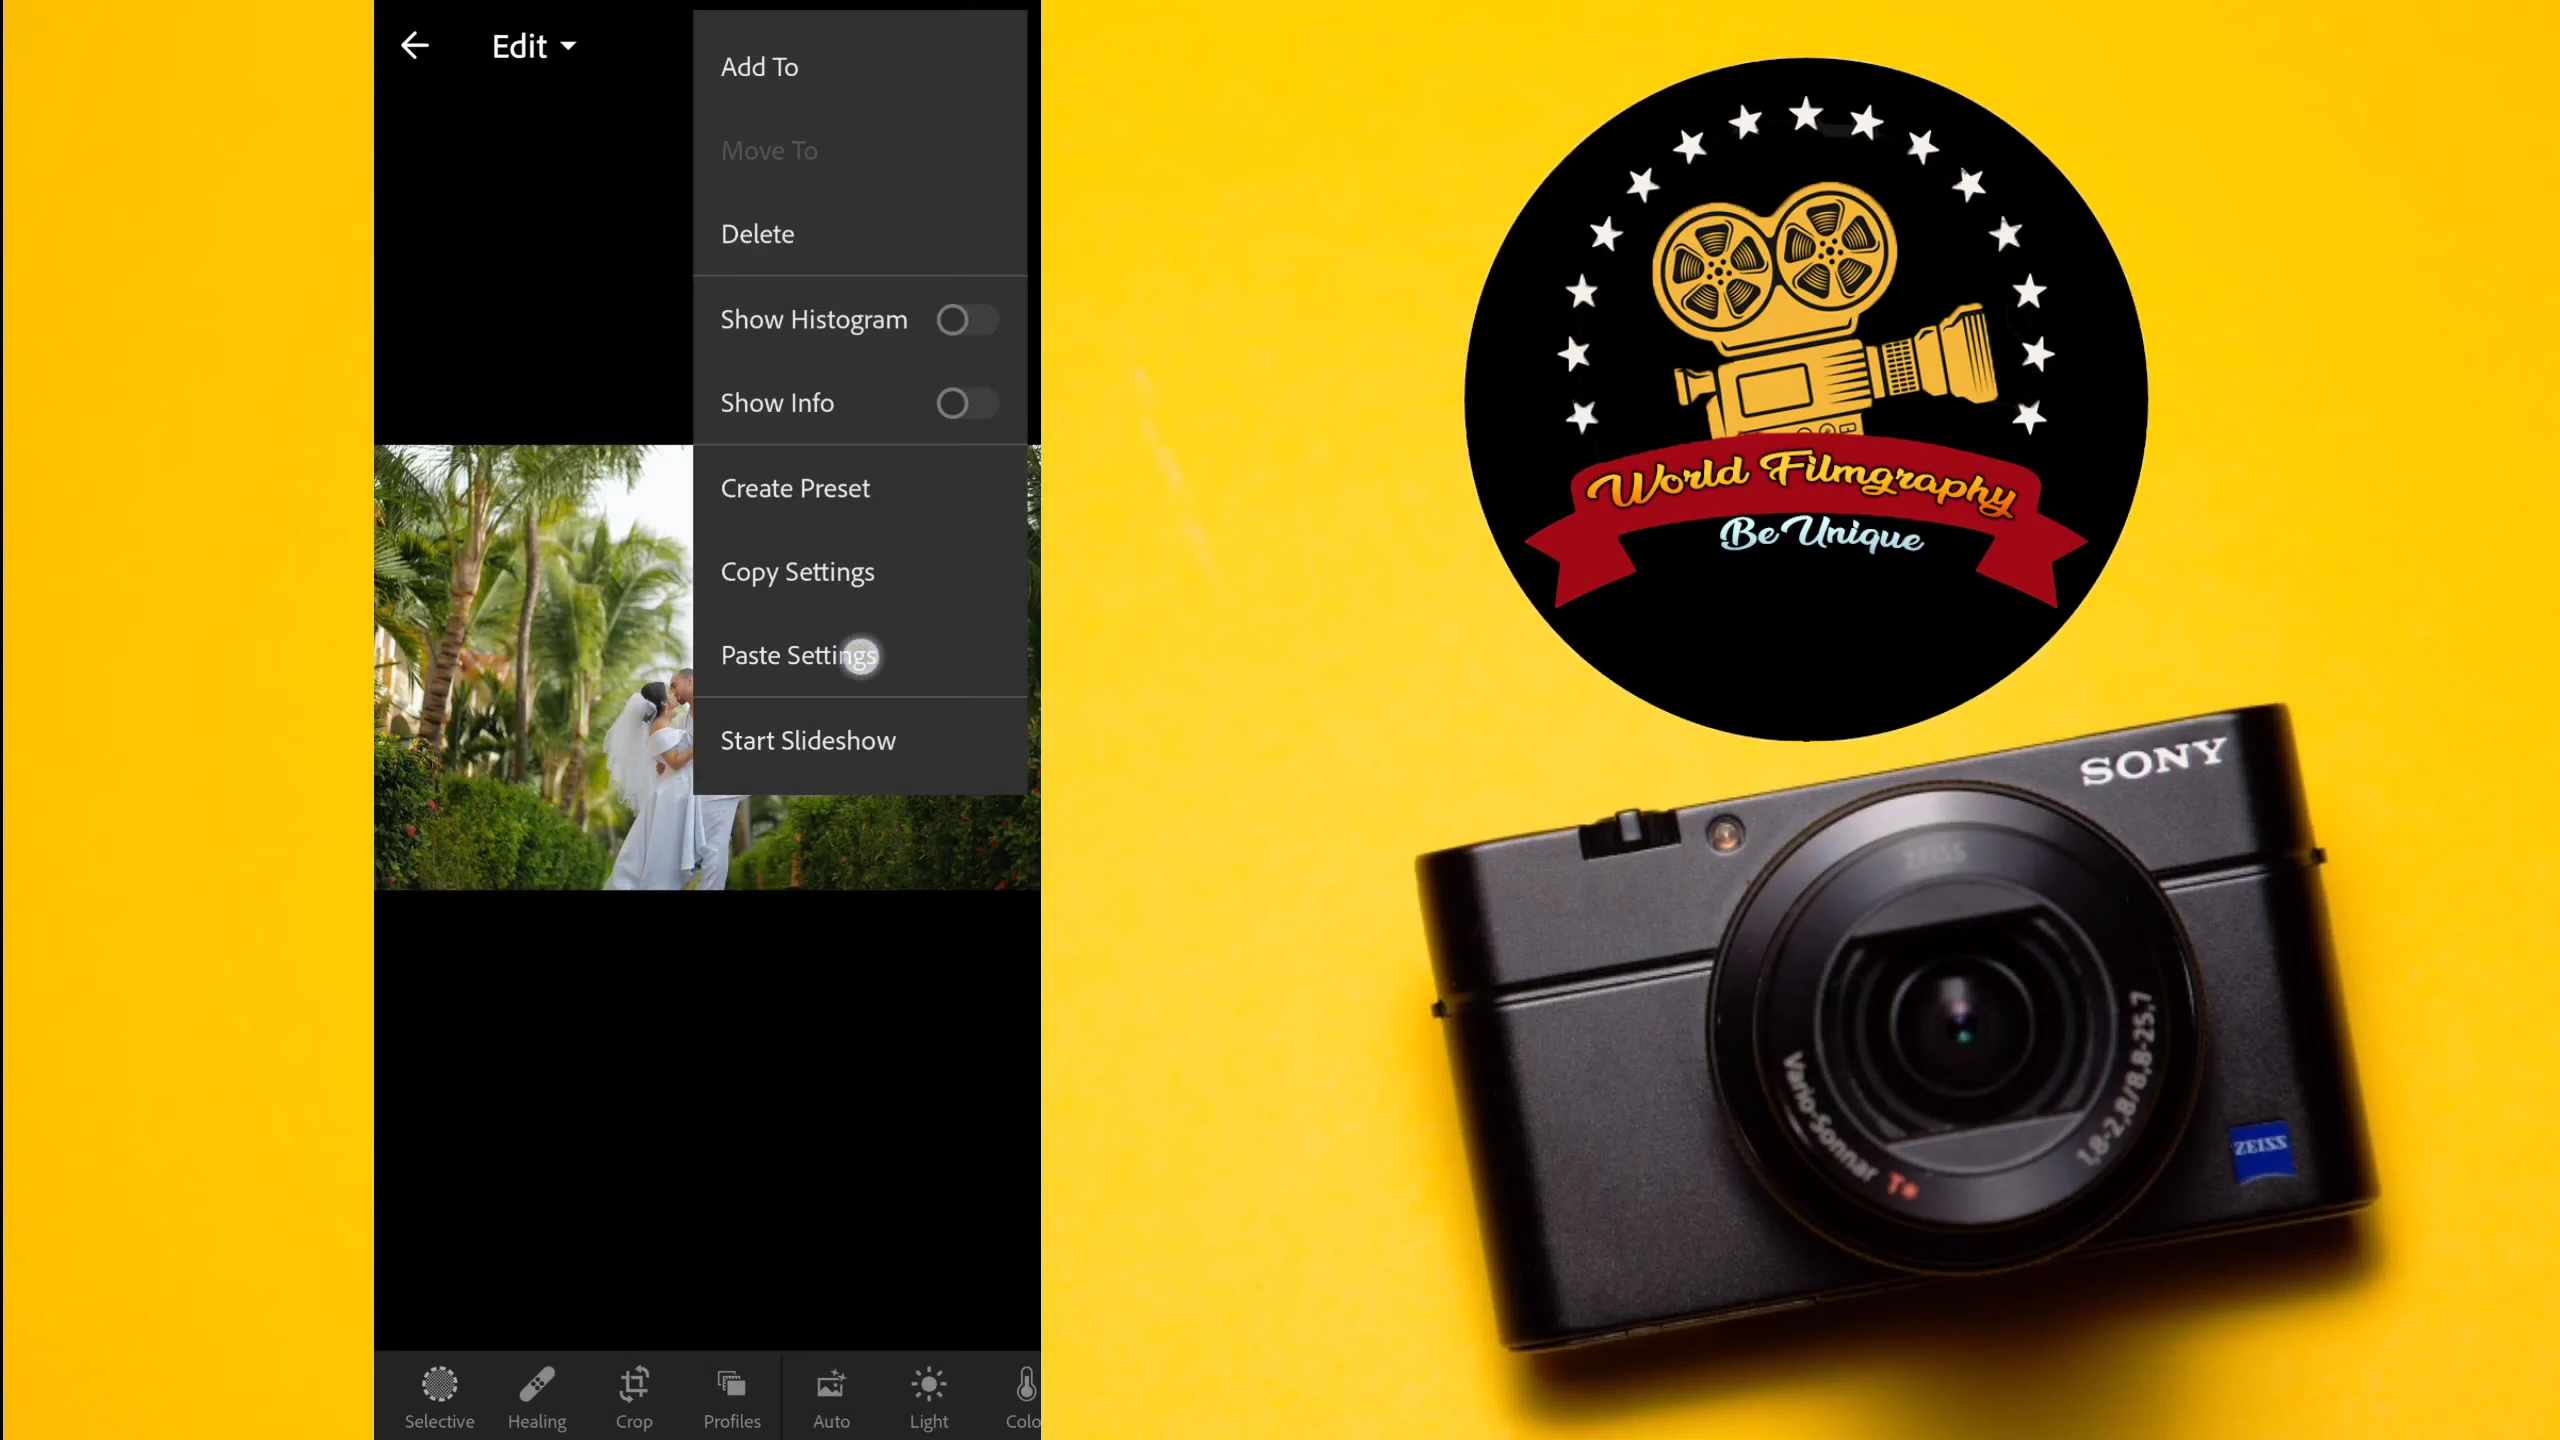 Edit
Add To
Move To
Delete
Show Histogram
Show Info
Create Preset
Copy Settings
Paste Settings
Start Slideshow
Selective
Healing
Crop
Profiles
Auto
Light
Colo
World Filmgraphy
Be Unique
SONY
ZEISS
Vario-Sonnar T*
1,8-2,8/8,8-25,7
ZEISS